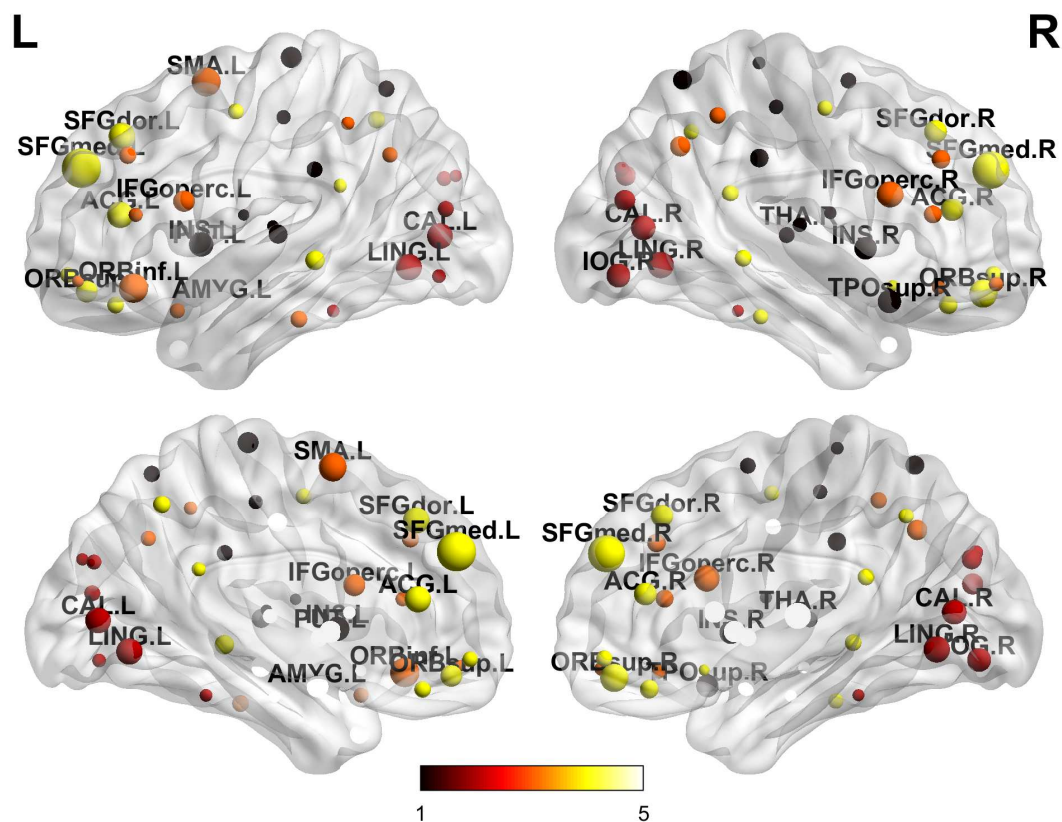 L
R
SMA.L
SFGdor.L
SFGmed.L
IFGoperc.L
ACG.L
INS.L
CAL.L
LING.L
ORBinf.L
AMYG.L
SFGdor.R
SFGmed.R
IFGoperc.R
ACG.R
CAL.R
THA.R
INS.R
LING.R
IOG.R
ORBsup.R
TPOsup.R
SMA.L
SFGdor.L
SFGmed.L
IFGoperc.L
ACG.L
CAL.L
INS.L
LING.L
ORBinf.L
ORBsup.L
AMYG.L
SFGdor.R
SFGmed.R
IFGoperc.R
ACG.R
THA.R
CAL.R
INS.R
LING.R
IOG.R
ORBsup.R
TPOsup.R
1
5